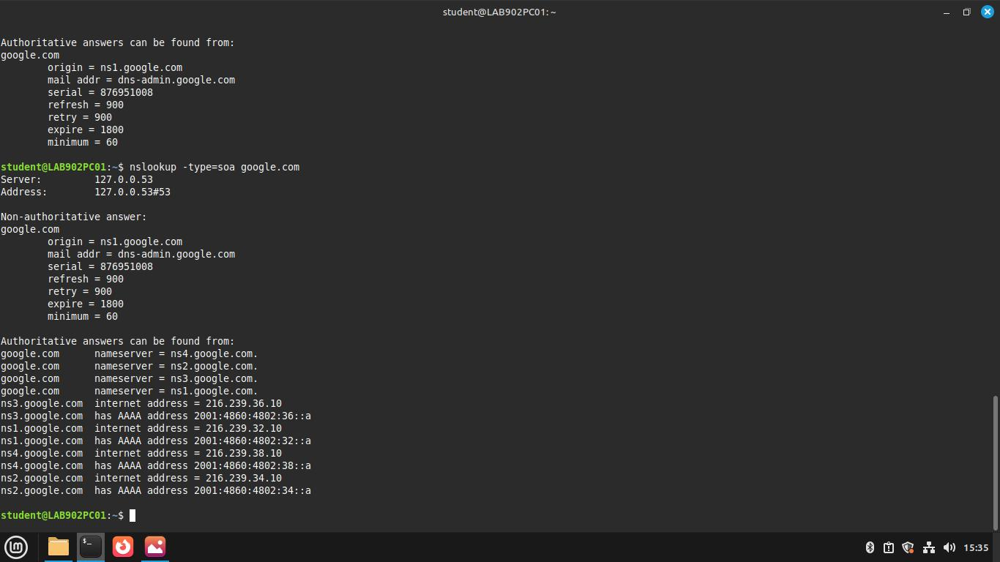 student@LAB902PC01: ~
Authoritative answers can be found from:
google.com
        origin = ns1.google.com
        mail addr = dns-admin.google.com
        serial = 876951008
        refresh = 900
        retry = 900
        expire = 1800
        minimum = 60
student@LAB902PC01:~$ nslookup -type=soa google.com
Server:         127.0.0.53
Address:        127.0.0.53#53
Non-authoritative answer:
google.com
        origin = ns1.google.com
        mail addr = dns-admin.google.com
        serial = 876951008
        refresh = 900
        retry = 900
        expire = 1800
        minimum = 60
Authoritative answers can be found from:
google.com      nameserver = ns4.google.com.
google.com      nameserver = ns2.google.com.
google.com      nameserver = ns3.google.com.
google.com      nameserver = ns1.google.com.
ns3.google.com  internet address = 216.239.36.10
ns3.google.com  has AAAA address 2001:4860:4802:36::a
ns1.google.com  internet address = 216.239.32.10
ns1.google.com  has AAAA address 2001:4860:4802:32::a
ns4.google.com  internet address = 216.239.38.10
ns4.google.com  has AAAA address 2001:4860:4802:38::a
ns2.google.com  internet address = 216.239.34.10
ns2.google.com  has AAAA address 2001:4860:4802:34::a
student@LAB902PC01:~$
$_
15:35